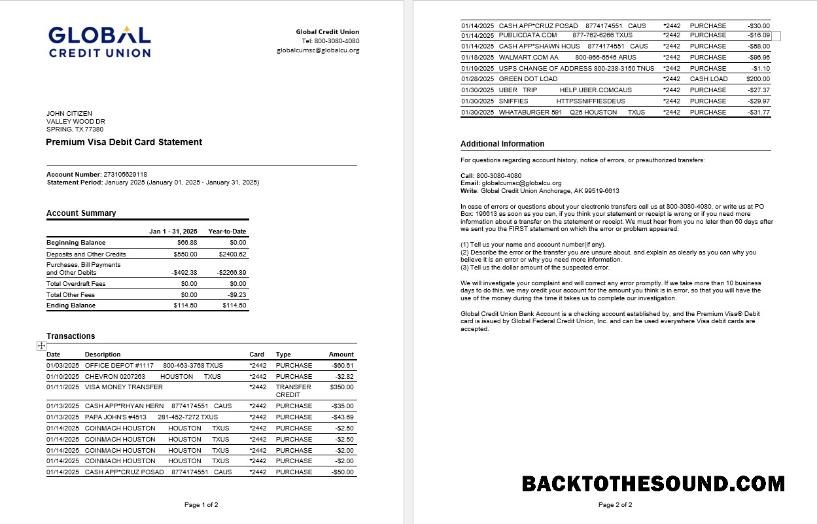 GLOBAL
CREDIT UNION
Global Credit Union
Tel: 800-3080-4080
globalcumsc@globalcu.org
JOHN CITIZEN
VALLEY WOOD DR
SPRING, TX 77380
Premium Visa Debit Card Statement
Account Number: 273106629118
Statement Period: January 2025 (January 01, 2025 - January 31, 2025)
Account Summary
Jan 1 - 31, 2025 Year-to-Date
Beginning Balance $66.88 $0.00
Deposits and Other Credits $550.00 $2400.62
Purchases, Bill Payments
and Other Debits -$492.38 -$2266.89
Total Overdraft Fees $0.00 $0.00
Total Other Fees $0.00 -$9.23
Ending Balance $114.50 $114.50
Transactions
Date Description Card Type Amount
01/03/2025 OFFICE DEPOT #1117 800-463-3768 TXUS *2442 PURCHASE -$60.61
01/10/2025 CHEVRON 0207263 HOUSTON TXUS *2442 PURCHASE -$2.82
01/11/2025 VISA MONEY TRANSFER *2442 TRANSFER $350.00
CREDIT
01/13/2025 CASH APP*RHYAN HERN 8774174551 CAUS *2442 PURCHASE -$35.00
01/13/2025 PAPA JOHN'S #4513 281-452-7272 TXUS *2442 PURCHASE -$43.69
01/14/2025 COINMACH HOUSTON HOUSTON TXUS *2442 PURCHASE -$2.50
01/14/2025 COINMACH HOUSTON HOUSTON TXUS *2442 PURCHASE -$2.50
01/14/2025 COINMACH HOUSTON HOUSTON TXUS *2442 PURCHASE -$2.00
01/14/2025 COINMACH HOUSTON HOUSTON TXUS *2442 PURCHASE -$2.00
01/14/2025 CASH APP*CRUZ POSAD 8774174551 CAUS *2442 PURCHASE -$50.00
Page 1 of 2
01/14/2025 CASH APP*CRUZ POSAD 8774174551 CAUS *2442 PURCHASE -$30.00
01/14/2025 PUBLICDATA.COM 877-762-6266 TXUS *2442 PURCHASE -$16.09
01/14/2025 CASH APP*SHAWN HOUS 8774174551 CAUS *2442 PURCHASE -$68.00
01/18/2025 WALMART.COM AA 800-966-6546 ARUS *2442 PURCHASE -$86.96
01/19/2025 USPS CHANGE OF ADDRESS 800-238-3150 TNUS *2442 PURCHASE -$1.10
01/28/2025 GREEN DOT LOAD *2442 CASH LOAD $200.00
01/30/2025 UBER TRIP HELP.UBER.COMCAUS *2442 PURCHASE -$27.37
01/30/2025 SNIFFIES HTTPSSNIFFIESDEUS *2442 PURCHASE -$29.97
01/30/2025 WHATABURGER 591 Q26 HOUSTON TXUS *2442 PURCHASE -$31.77
Additional Information
For questions regarding account history, notice of errors, or preauthorized transfers:
Call: 800-3080-4080
Email: globalcumsc@globalcu.org
Write: Global Credit Union Anchorage, AK 99519-6613
In case of errors or questions about your electronic transfers call us at 800-3080-4080, or write us at PO
Box: 196613 as soon as you can, if you think your statement or receipt is wrong or if you need more
information about a transfer on the statement or receipt. We must hear from you no later than 60 days after
we sent you the FIRST statement on which the error or problem appeared.
(1) Tell us your name and account number(if any).
(2) Describe the error or the transfer you are unsure about, and explain as clearly as you can why you
believe it is an error or why you need more information.
(3) Tell us the dollar amount of the suspected error.
We will investigate your complaint and will correct any error promptly. If we take more than 10 business
days to do this, we may credit your account for the amount you think is in error, so that you will have the
use of the money during the time it takes us to complete our investigation.
Global Credit Union Bank Account is a checking account established by, and the Premium Visa® Debit
card is issued by Global Federal Credit Union, Inc. and can be used everywhere Visa debit cards are
accepted.
BACKTOTHESOUND.COM
Page 2 of 2